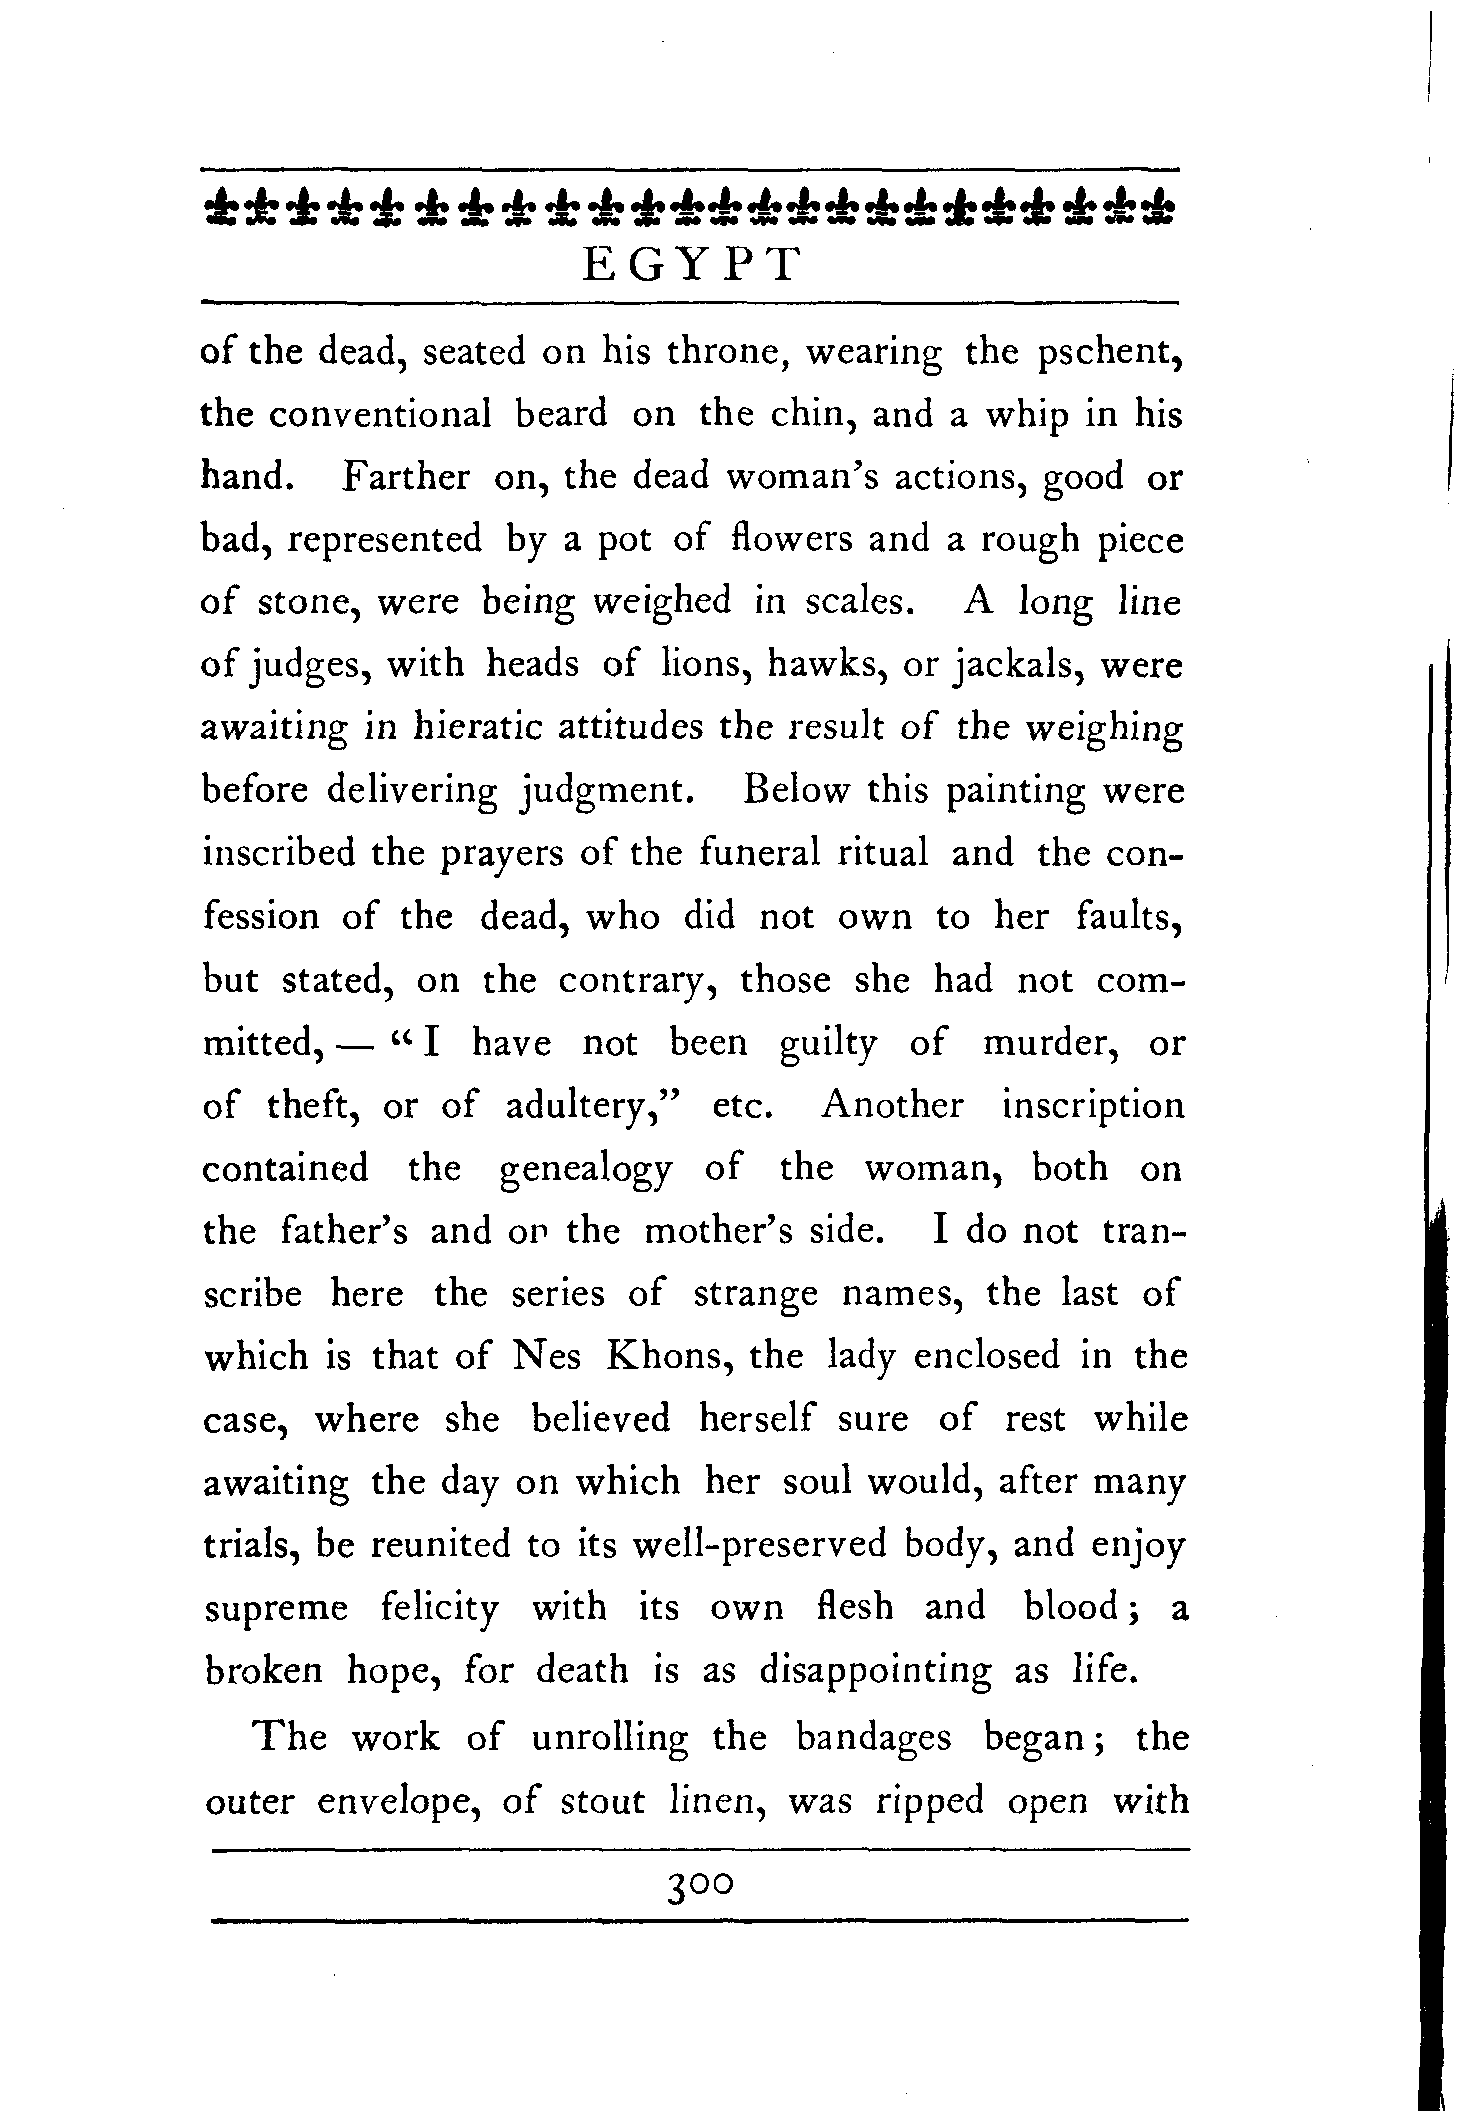 EGYPT
of the dead, seated on his throne, wearing the pschent,
the conventional beard on the chin, and a whip in his
hand. Farther on, the dead woman's actions, good or
bad, represented by a pot of flowers and a rough piece
of stone, were being weighed in scales. A long line
of judges, with heads of lions, hawks, or jackals, were
awaiting in hieratic attitudes the result of the weighing
before delivering judgment. Below this painting were
inscribed the prayers of the funeral ritual and the con-
fession of the dead, who did not own to her faults,
but stated, on the contrary, those she had not com-
mitted, — “I have not been guilty of murder, or
of theft, or of adultery,” etc. Another inscription
contained the genealogy of the woman, both on
the father's and on the mother's side. I do not tran-
scribe here the series of strange names, the last of
which is that of Nes Khons, the lady enclosed in the
case, where she believed herself sure of rest while
awaiting the day on which her soul would, after many
trials, be reunited to its well-preserved body, and enjoy
supreme felicity with its own flesh and blood; a
broken hope, for death is as disappointing as life.
The work of unrolling the bandages began; the
outer envelope, of stout linen, was ripped open with
300